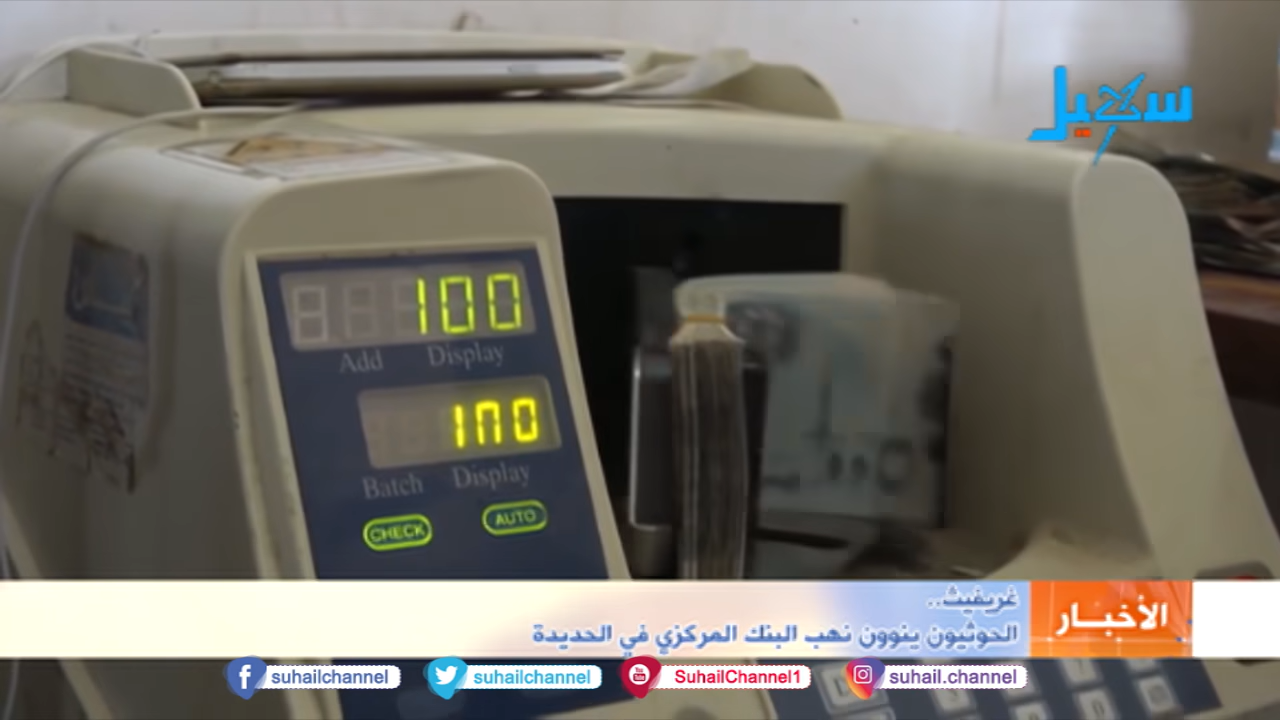 سهيل
100
Add Display
100
Batch Display
CHECK AUTO
الأخبار
غريفيث..
الحوثيون ينوون نهب البنك المركزي في الحديدة
suhailchannel suhailchannel SuhailChannel1 suhail.channel